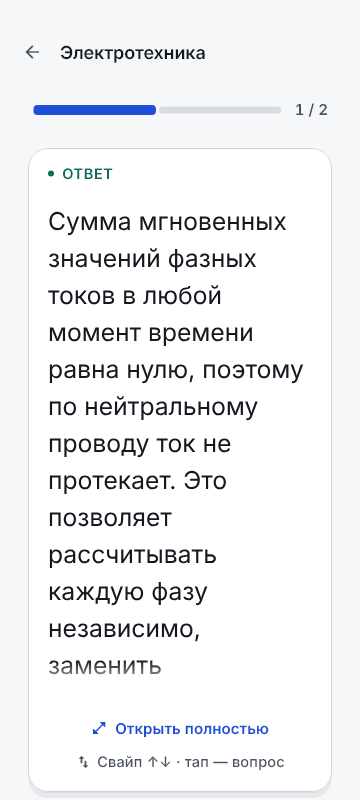 Электротехника
1 / 2
ОТВЕТ
Сумма мгновенных
значений фазных
токов в любой
момент времени
равна нулю, поэтому
по нейтральному
проводу ток не
протекает. Это
позволяет
рассчитывать
каждую фазу
независимо,
заменить
Открыть полностью
Свайп ↑↓ · тап — вопрос